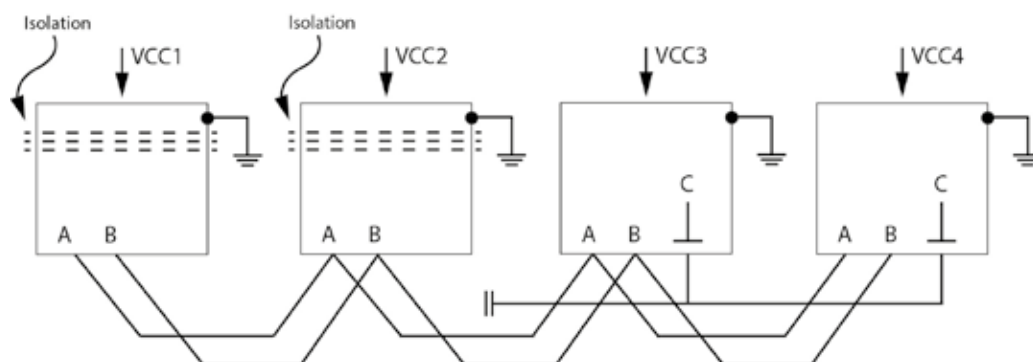 Isolation
Isolation
VCC1
VCC2
VCC3
VCC4
C
C
A B
A B
A B
A B